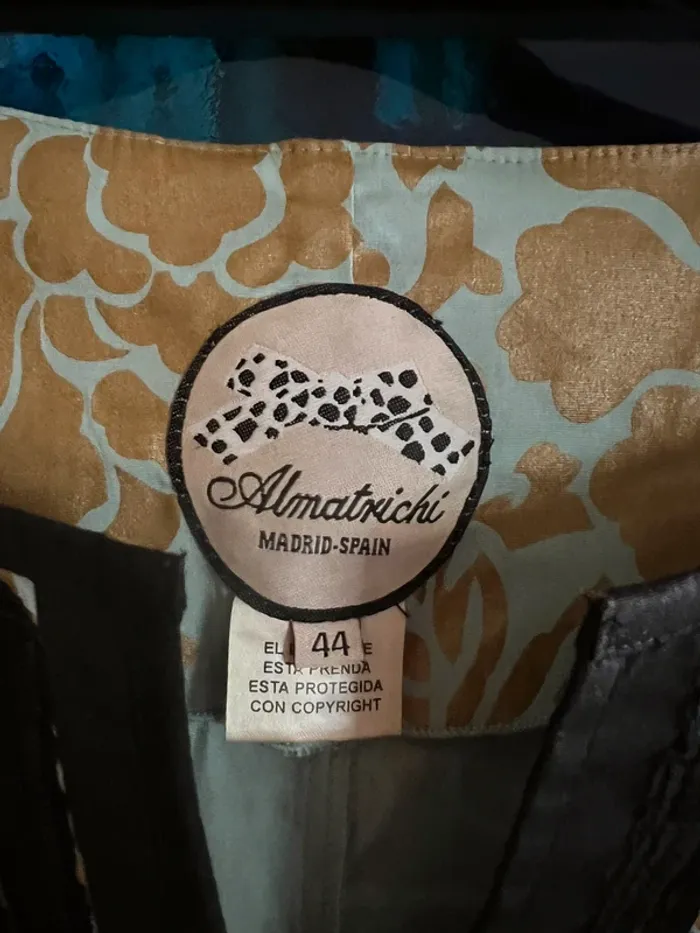 Almatrichi
MADRID-SPAIN
44
EL E
ESTA PRENDA
ESTA PROTEGIDA
CON COPYRIGHT